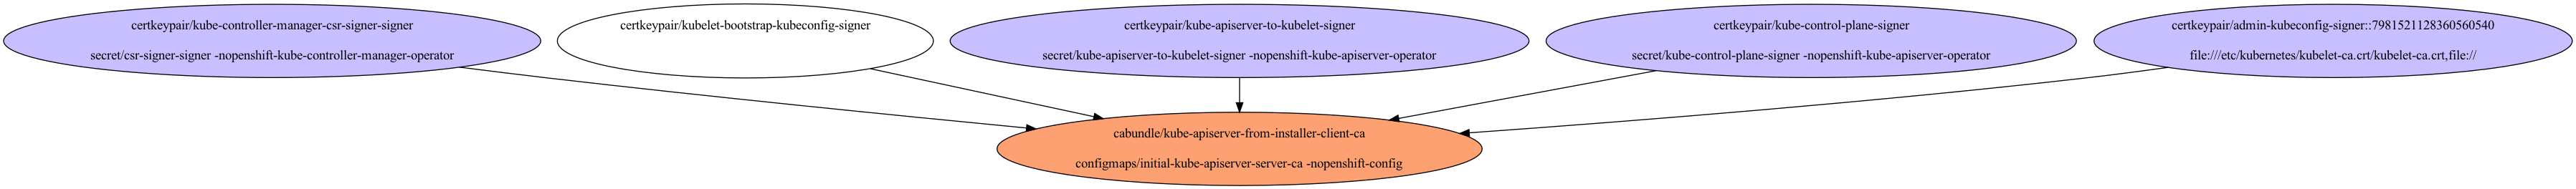 certkeypair/kube-controller-manager-csr-signer-signer
secret/csr-signer-signer -nopenshift-kube-controller-manager-operator
certkeypair/kubelet-bootstrap-kubeconfig-signer
certkeypair/kube-apiserver-to-kubelet-signer
secret/kube-apiserver-to-kubelet-signer -nopenshift-kube-apiserver-operator
certkeypair/kube-control-plane-signer
secret/kube-control-plane-signer -nopenshift-kube-apiserver-operator
certkeypair/admin-kubeconfig-signer::7981521128360560540
file:///etc/kubernetes/kubelet-ca.crt/kubelet-ca.crt,file://
cabundle/kube-apiserver-from-installer-client-ca
configmaps/initial-kube-apiserver-server-ca -nopenshift-config